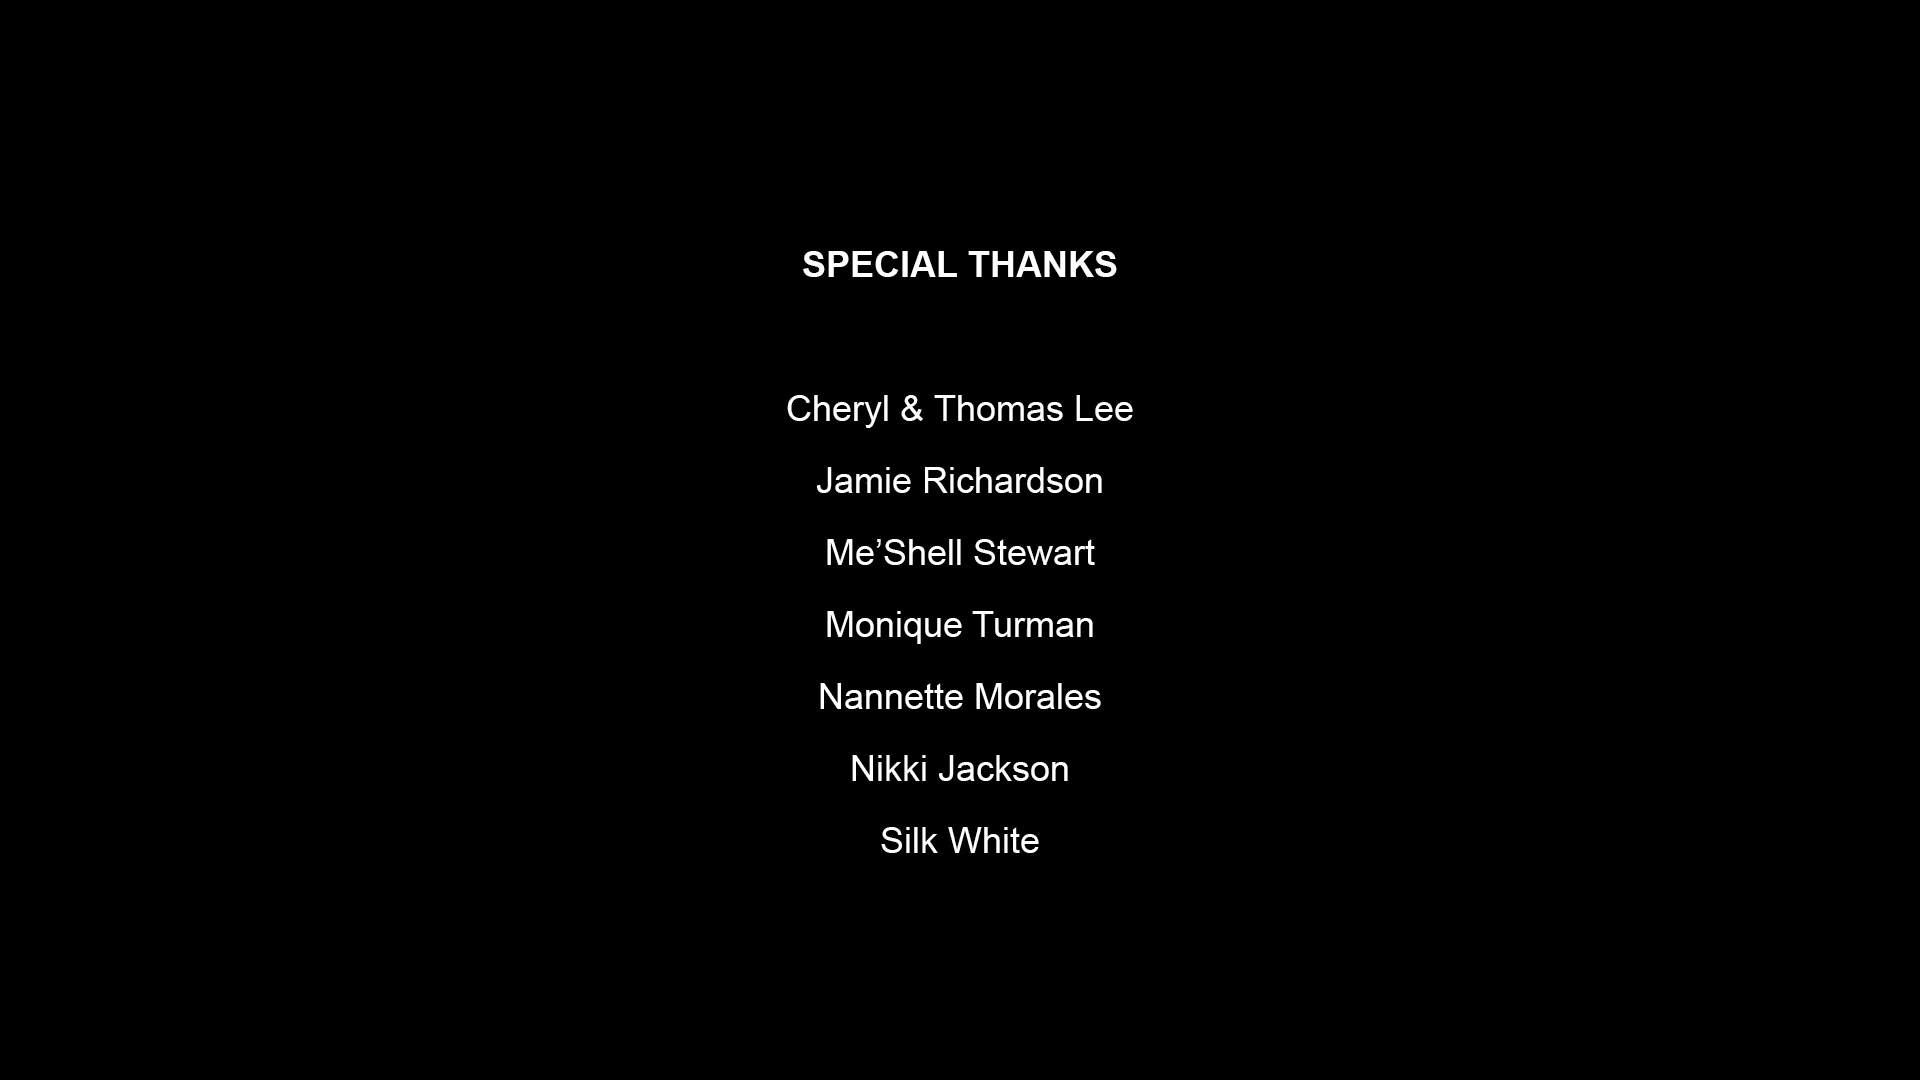 SPECIAL THANKS
Cheryl & Thomas Lee
Jamie Richardson
Me’Shell Stewart
Monique Turman
Nannette Morales
Nikki Jackson
Silk White